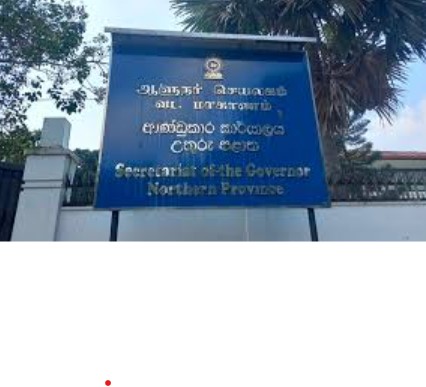 ஆளுநர் செயலகம்
வட மாகாணம்
ආණ්ඩුකාර කාර්යාලය
උතුරු පළාත
Secretariat of the Governor
Northern Province